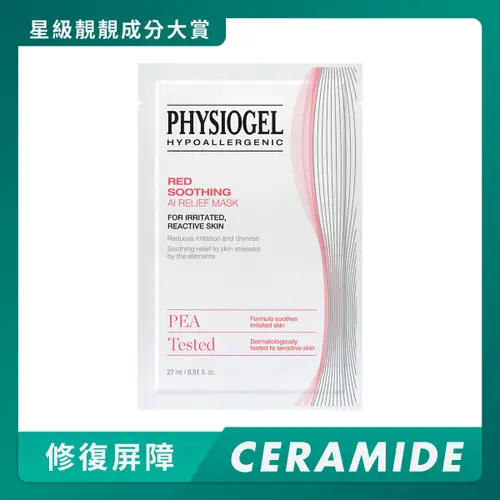 星級靚靚成分大賞
PHYSIOGEL
HYPOALLERGENIC
RED
SOOTHING
AI RELIEF MASK
FOR IRRITATED,
REACTIVE SKIN
Reduces irritation and dryness
Soothing relief to skin stressed
by the elements
PEA
Formula soothes
irritated skin
Tested
Dermatologically
tested to sensitive skin
27 ml / 0.91 fl. oz.
修復屏障
CERAMIDE